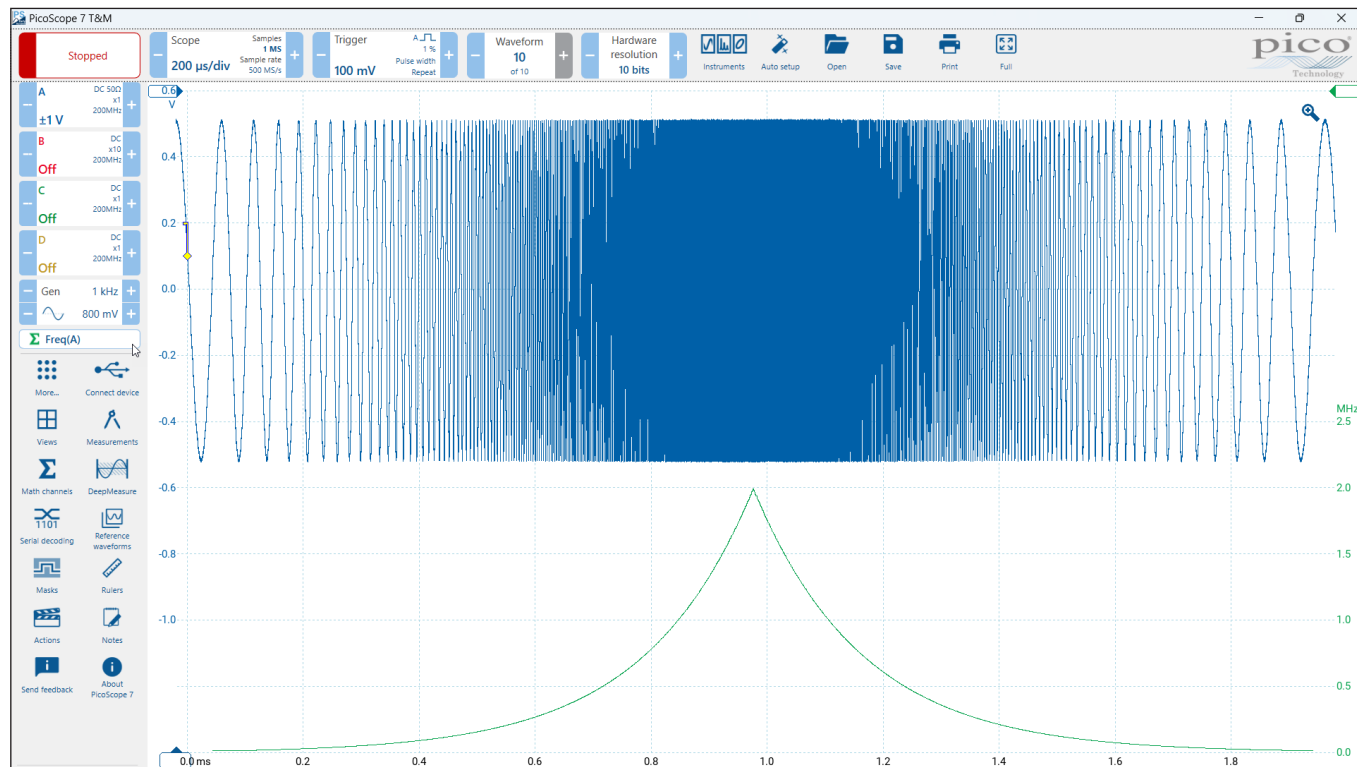 PS
PicoScope 7 T&M
Stopped
Scope
200 µs/div
Samples
1 MS
Sample rate
500 MS/s
Trigger
100 mV
A
1 %
Pulse width
Repeat
Waveform
10
of 10
Hardware
resolution
10 bits
Instruments
Auto setup
Open
Save
Print
Full
pico
Technology
A
±1 V
DC 50Ω
x1
200MHz
B
Off
DC
x10
200MHz
C
Off
DC
x1
200MHz
D
Off
DC
x1
200MHz
Gen
1 kHz
800 mV
Σ Freq(A)
More...
Connect device
Views
Measurements
Math channels
DeepMeasure
1101
Serial decoding
Reference
waveforms
Masks
Rulers
Actions
Notes
Send feedback
About
PicoScope 7
0.6
V
0.4
0.2
0.0
-0.2
-0.4
-0.6
-0.8
-1.0
MHz
2.5
2.0
1.5
1.0
0.5
0.0
0.0 ms
0.2
0.4
0.6
0.8
1.0
1.2
1.4
1.6
1.8